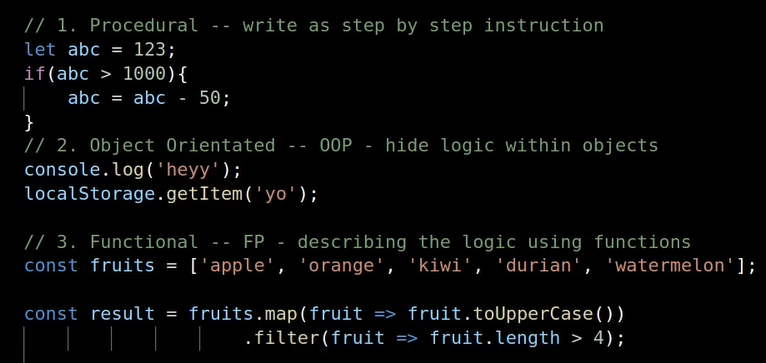 // 1. Procedural -- write as step by step instruction
let abc = 123;
if(abc > 1000){
    abc = abc - 50;
}
// 2. Object Orientated -- OOP - hide logic within objects
console.log('heyy');
localStorage.getItem('yo');

// 3. Functional -- FP - describing the logic using functions
const fruits = ['apple', 'orange', 'kiwi', 'durian', 'watermelon'];

const result = fruits.map(fruit => fruit.toUpperCase())
                    .filter(fruit => fruit.length > 4);